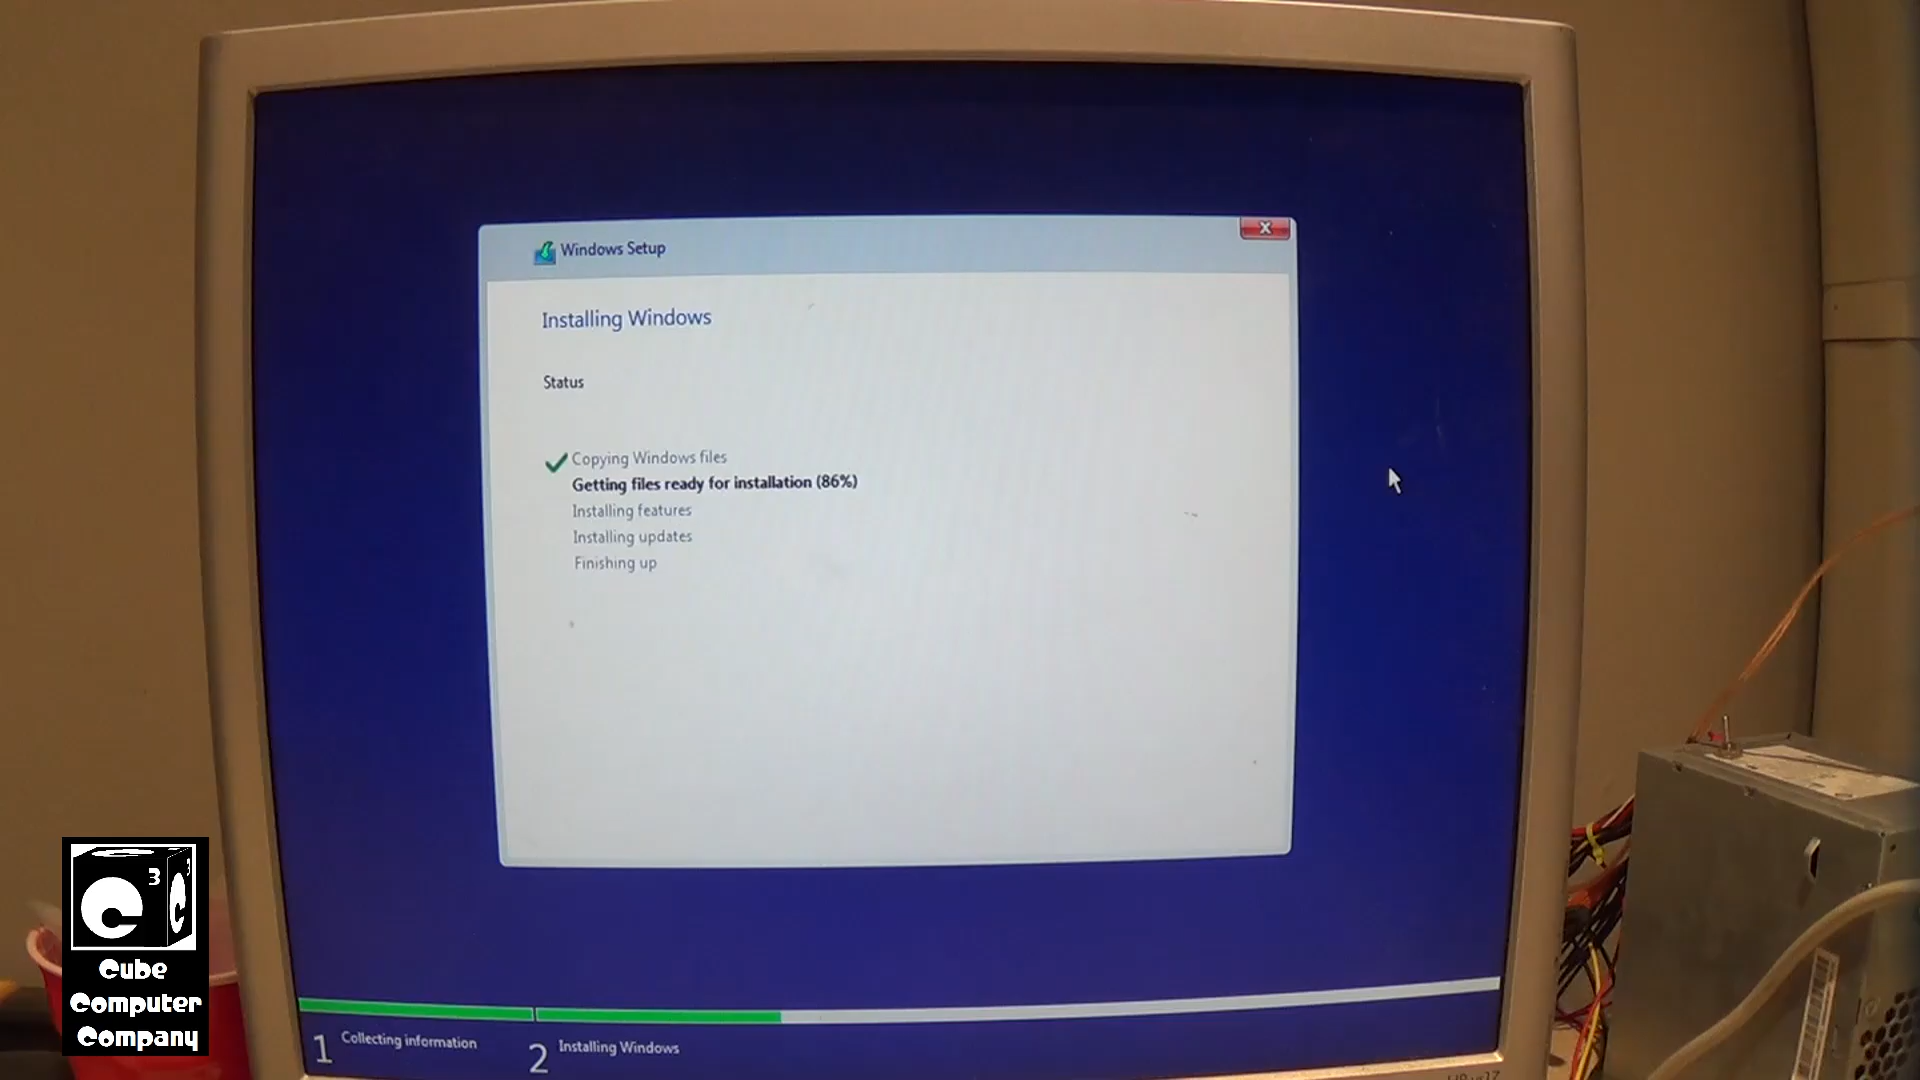 Windows Setup
X
Installing Windows
Status
Copying Windows files
Getting files ready for installation (86%)
Installing features
Installing updates
Finishing up
1 Collecting information
2 Installing Windows
C 3
C 3
Cube
Computer
Company